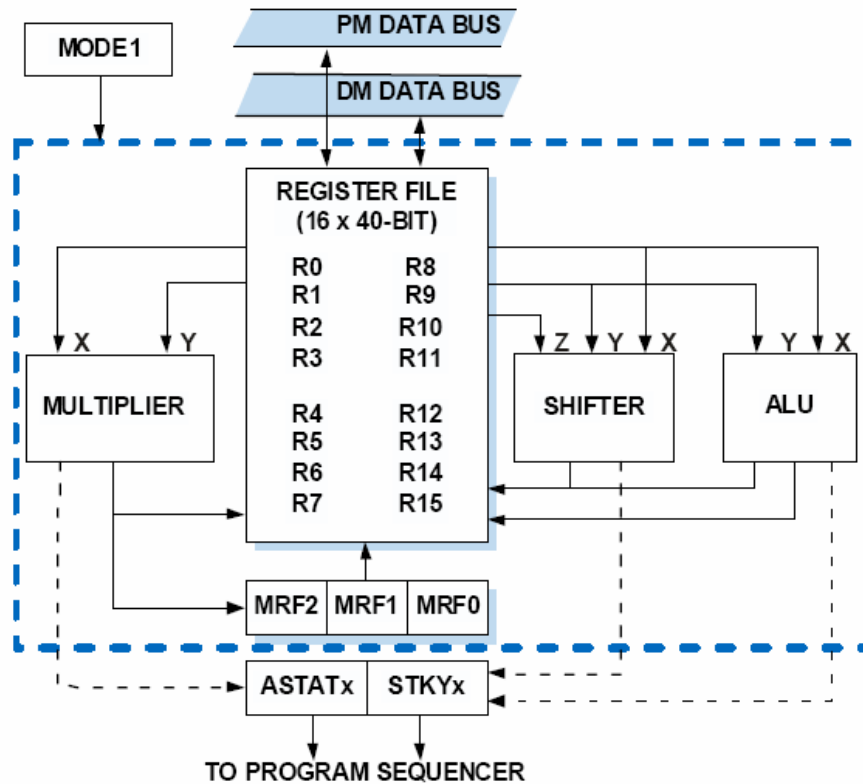 PM DATA BUS
MODE1
DM DATA BUS
REGISTER FILE
(16 x 40-BIT)
R0 R8
R1 R9
R2 R10
R3 R11
R4 R12
R5 R13
R6 R14
R7 R15
X Y
MULTIPLIER
Z Y X
SHIFTER
Y X
ALU
MRF2 MRF1 MRF0
ASTATx STKYx
TO PROGRAM SEQUENCER